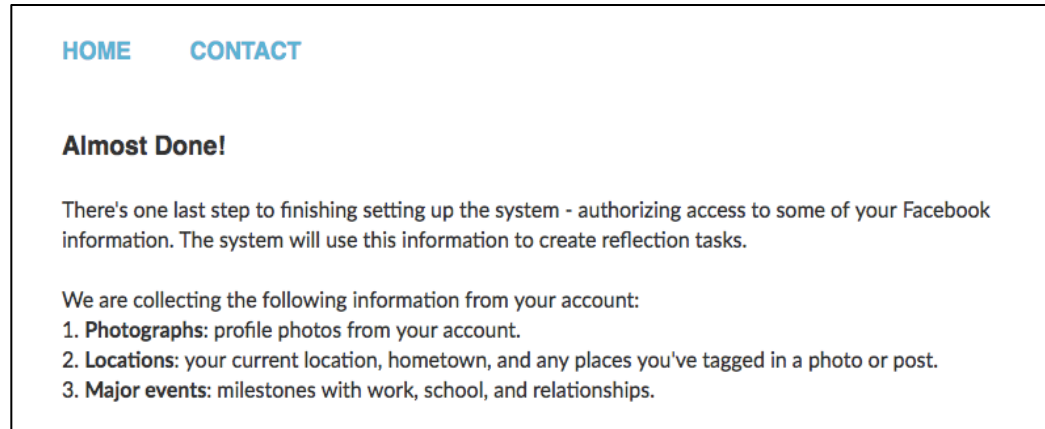 HOME CONTACT
Almost Done!
There's one last step to finishing setting up the system - authorizing access to some of your Facebook
information. The system will use this information to create reflection tasks.
We are collecting the following information from your account:
1. Photographs: profile photos from your account.
2. Locations: your current location, hometown, and any places you've tagged in a photo or post.
3. Major events: milestones with work, school, and relationships.